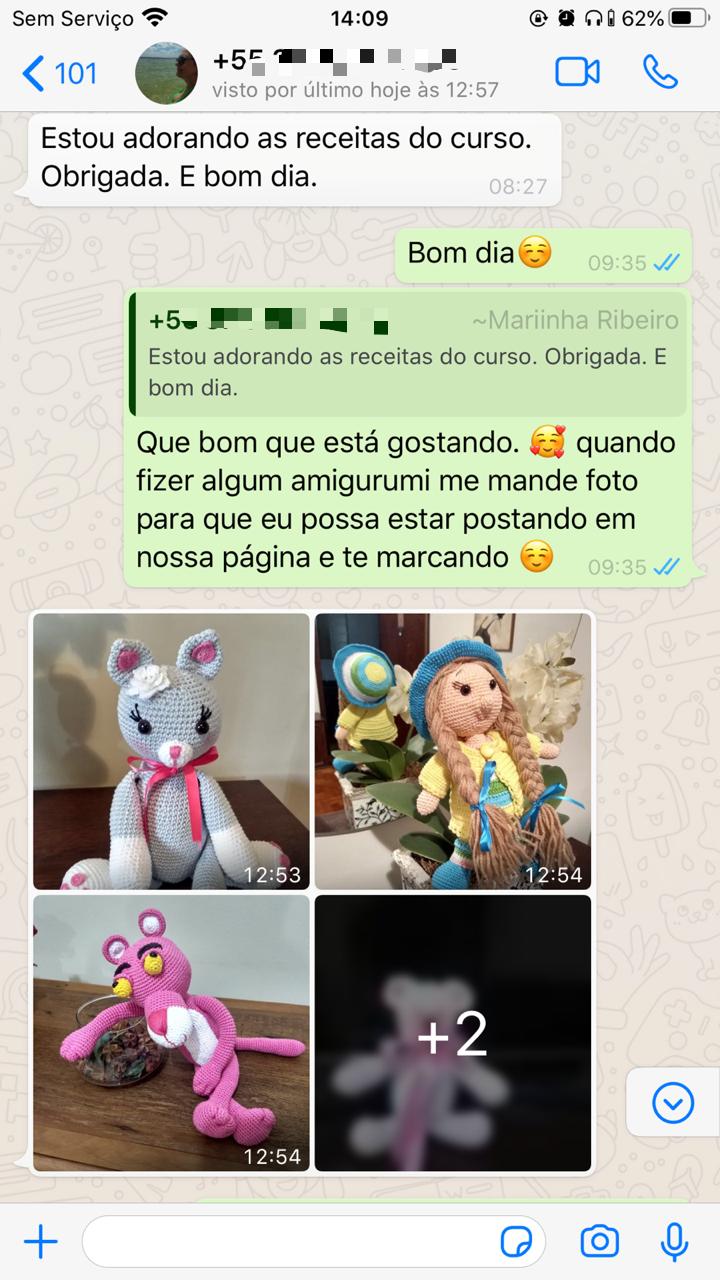 Sem Serviço 14:09 62%
101
+55
visto por último hoje às 12:57
Estou adorando as receitas do curso.
Obrigada. E bom dia. 08:27
Bom dia☺️ 09:35
~Mariinha Ribeiro
Estou adorando as receitas do curso. Obrigada. E
bom dia.
Que bom que está gostando. 🥰 quando
fizer algum amigurumi me mande foto
para que eu possa estar postando em
nossa página e te marcando ☺️ 09:35
12:53 12:54
+2
12:54